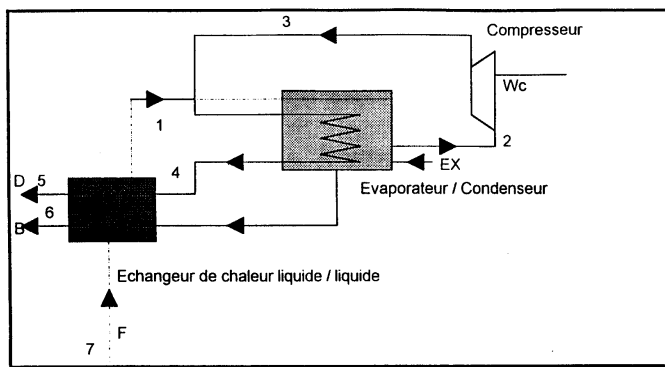 3
Compresseur
Wc
1
2
EX
4
Evaporateur / Condenseur
D 5
B 6
Echangeur de chaleur liquide / liquide
F
7